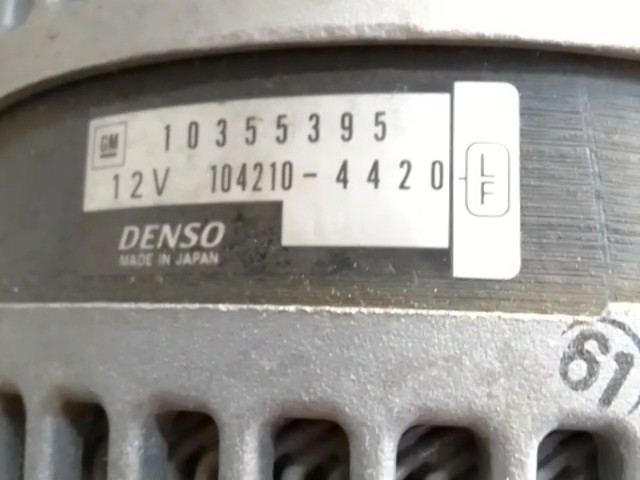 GM 10355395
12V 104210-4420
LF
DENSO
MADE IN JAPAN
61